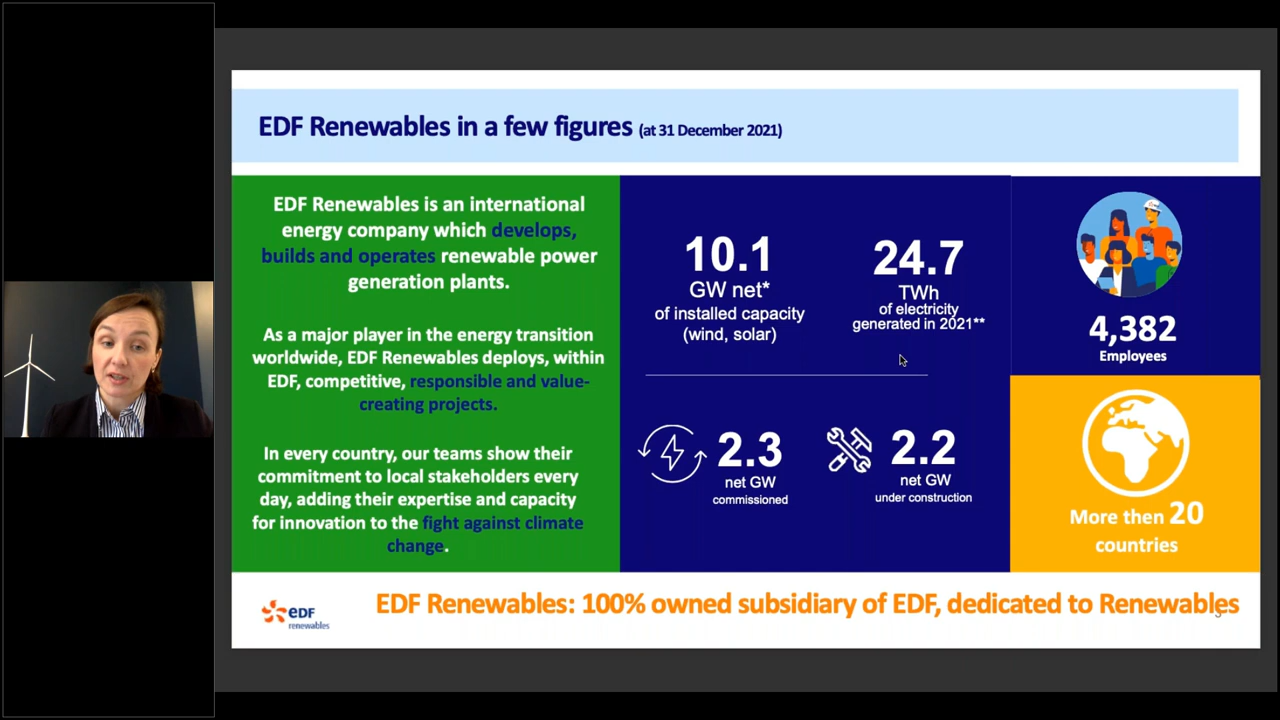 EDF Renewables in a few figures (at 31 December 2021)
EDF Renewables is an international
energy company which develops,
builds and operates renewable power
generation plants.
As a major player in the energy transition
worldwide, EDF Renewables deploys, within
EDF, competitive, responsible and value-
creating projects.
In every country, our teams show their
commitment to local stakeholders every
day, adding their expertise and capacity
for innovation to the fight against climate
change.
10.1
GW net*
of installed capacity
(wind, solar)
24.7
TWh
of electricity
generated in 2021**
2.3
net GW
commissioned
2.2
net GW
under construction
4,382
Employees
More then 20
countries
edF
renewables
EDF Renewables: 100% owned subsidiary of EDF, dedicated to Renewables